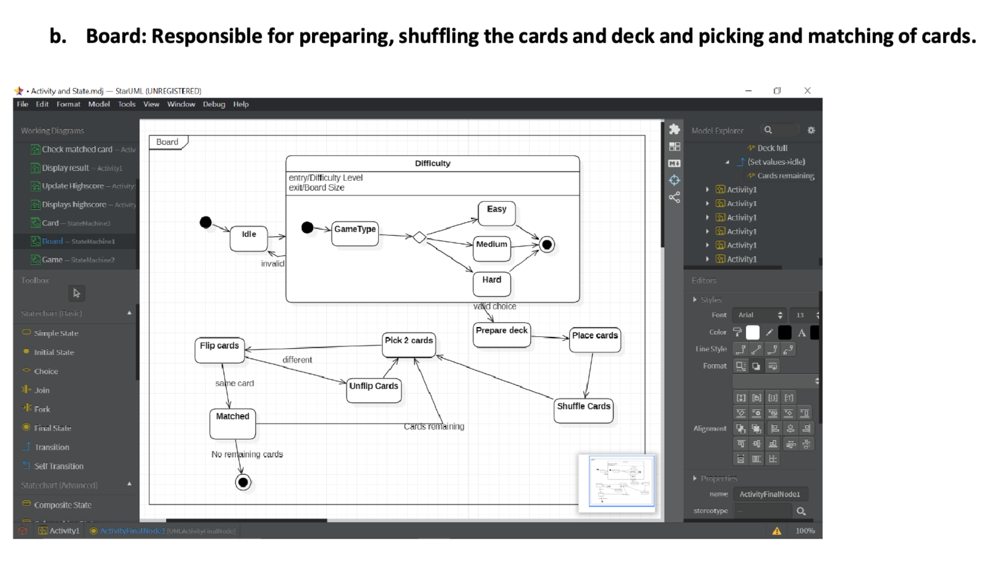 b. Board: Responsible for preparing, shuffling the cards and deck and picking and matching of cards.
• Activity and State.mdj — StarUML (UNREGISTERED)
File Edit Format Model Tools View Window Debug Help
Working Diagrams
Check matched card – Activ
Display result – Activity1
Update Highscore – Activity
Displays highscore – Activity
Card – StateMachine3
Board – StateMachine1
Game – StateMachine2
Toolbox
Statechart (Basic)
Simple State
Initial State
Choice
Join
Fork
Final State
Transition
Self Transition
Statechart (Advanced)
Composite State
Board
Difficulty
entry/Difficulty Level
exit/Board Size
Idle
invalid
GameType
Easy
Medium
Hard
valid choice
Prepare deck
Place cards
Shuffle Cards
Pick 2 cards
Flip cards
different
Unflip Cards
same card
Matched
Cards remaining
No remaining cards
Model Explorer
Deck full
(Set values→idle)
Cards remaining
Activity1
Activity1
Activity1
Activity1
Activity1
Activity1
Editors
Styles
Font Arial 13
Color A
Line Style
Format
Alignment
Properties
name ActivityFinalNode1
stereotype —
Activity1 ActivityFinalNode1 [UMLActivityFinalNode]
100%